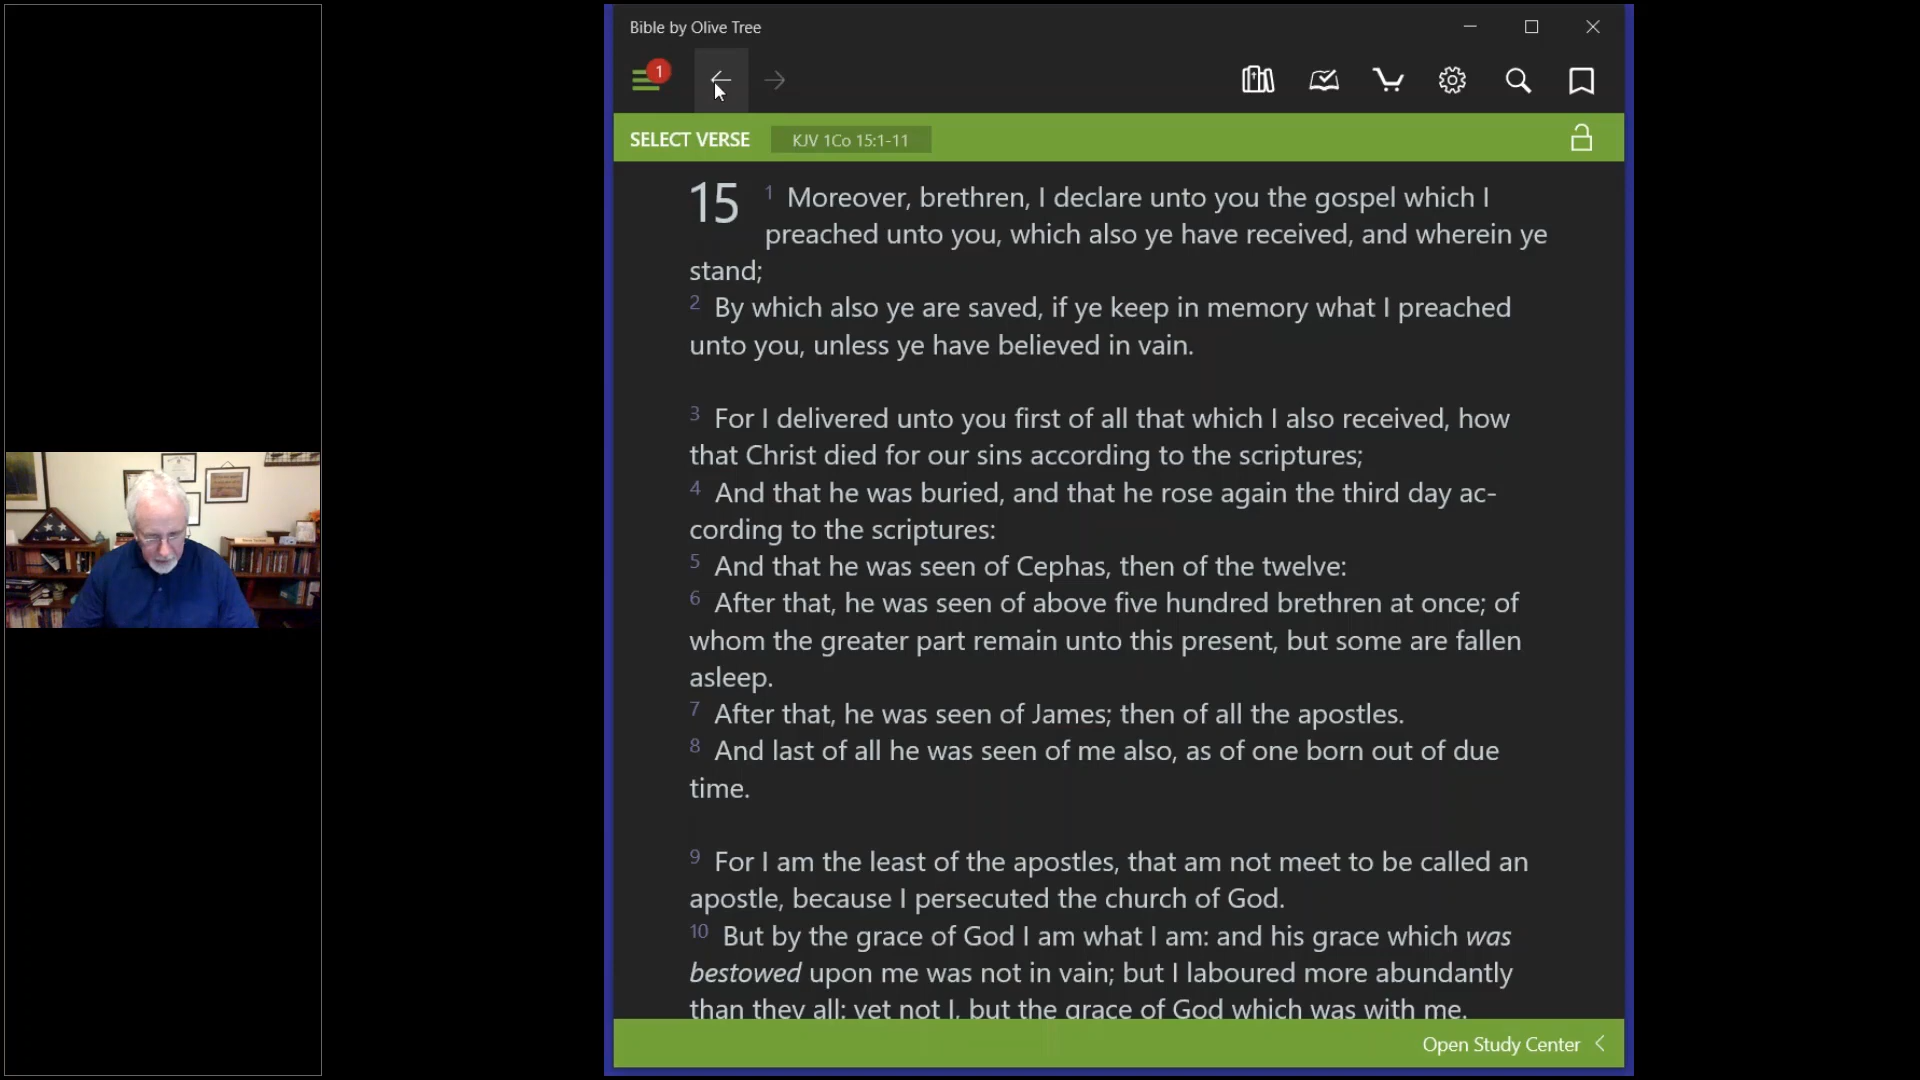 Bible by Olive Tree
1
SELECT VERSE KJV 1Co 15:1-11
15 1 Moreover, brethren, I declare unto you the gospel which I
preached unto you, which also ye have received, and wherein ye
stand;
2 By which also ye are saved, if ye keep in memory what I preached
unto you, unless ye have believed in vain.
3 For I delivered unto you first of all that which I also received, how
that Christ died for our sins according to the scriptures;
4 And that he was buried, and that he rose again the third day ac-
cording to the scriptures:
5 And that he was seen of Cephas, then of the twelve:
6 After that, he was seen of above five hundred brethren at once; of
whom the greater part remain unto this present, but some are fallen
asleep.
7 After that, he was seen of James; then of all the apostles.
8 And last of all he was seen of me also, as of one born out of due
time.
9 For I am the least of the apostles, that am not meet to be called an
apostle, because I persecuted the church of God.
10 But by the grace of God I am what I am: and his grace which was
bestowed upon me was not in vain; but I laboured more abundantly
than they all: yet not I, but the grace of God which was with me.
Open Study Center